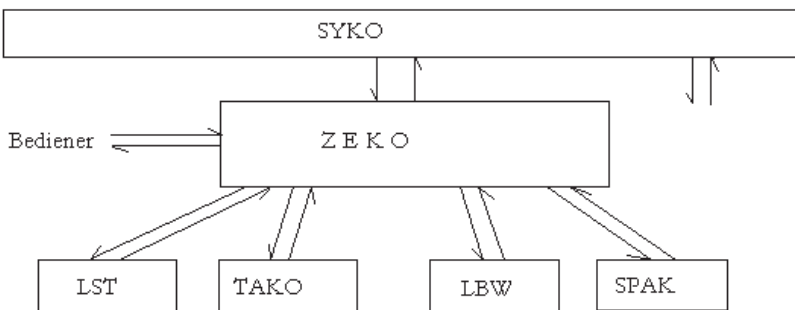 SYKO
Bediener
Z E K O
LST
TAKO
LBW
SPAK